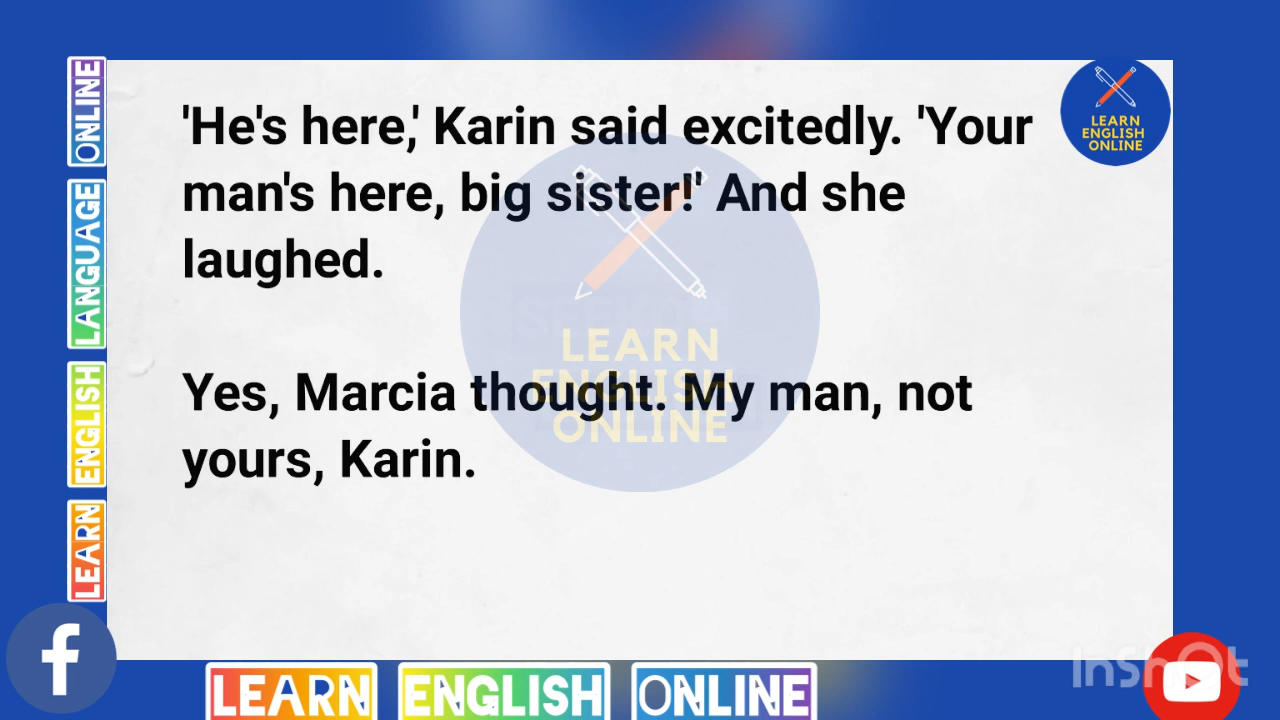 'He's here,' Karin said excitedly. 'Your
man's here, big sister!' And she
laughed.
Yes, Marcia thought. My man, not
yours, Karin.
LEARN
ENGLISH
ONLINE
LEARN
ENGLISH
ONLINE
LEARN ENGLISH LANGUAGE ONLINE
LEARN ENGLISH ONLINE
f
InShOt